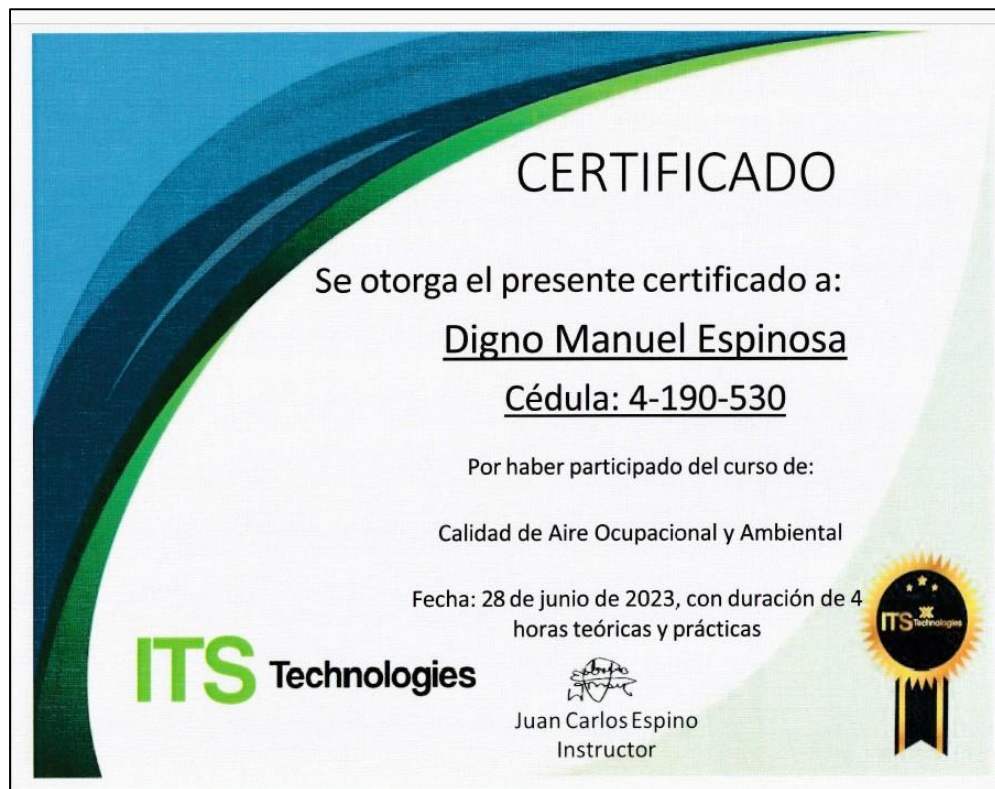 CERTIFICADO
Se otorga el presente certificado a:
Digno Manuel Espinosa
Cédula: 4-190-530
Por haber participado del curso de:
Calidad de Aire Ocupacional y Ambiental
Fecha: 28 de junio de 2023, con duración de 4
horas teóricas y prácticas
ITS Technologies
Juan Carlos Espino
Instructor
ITS Technologies